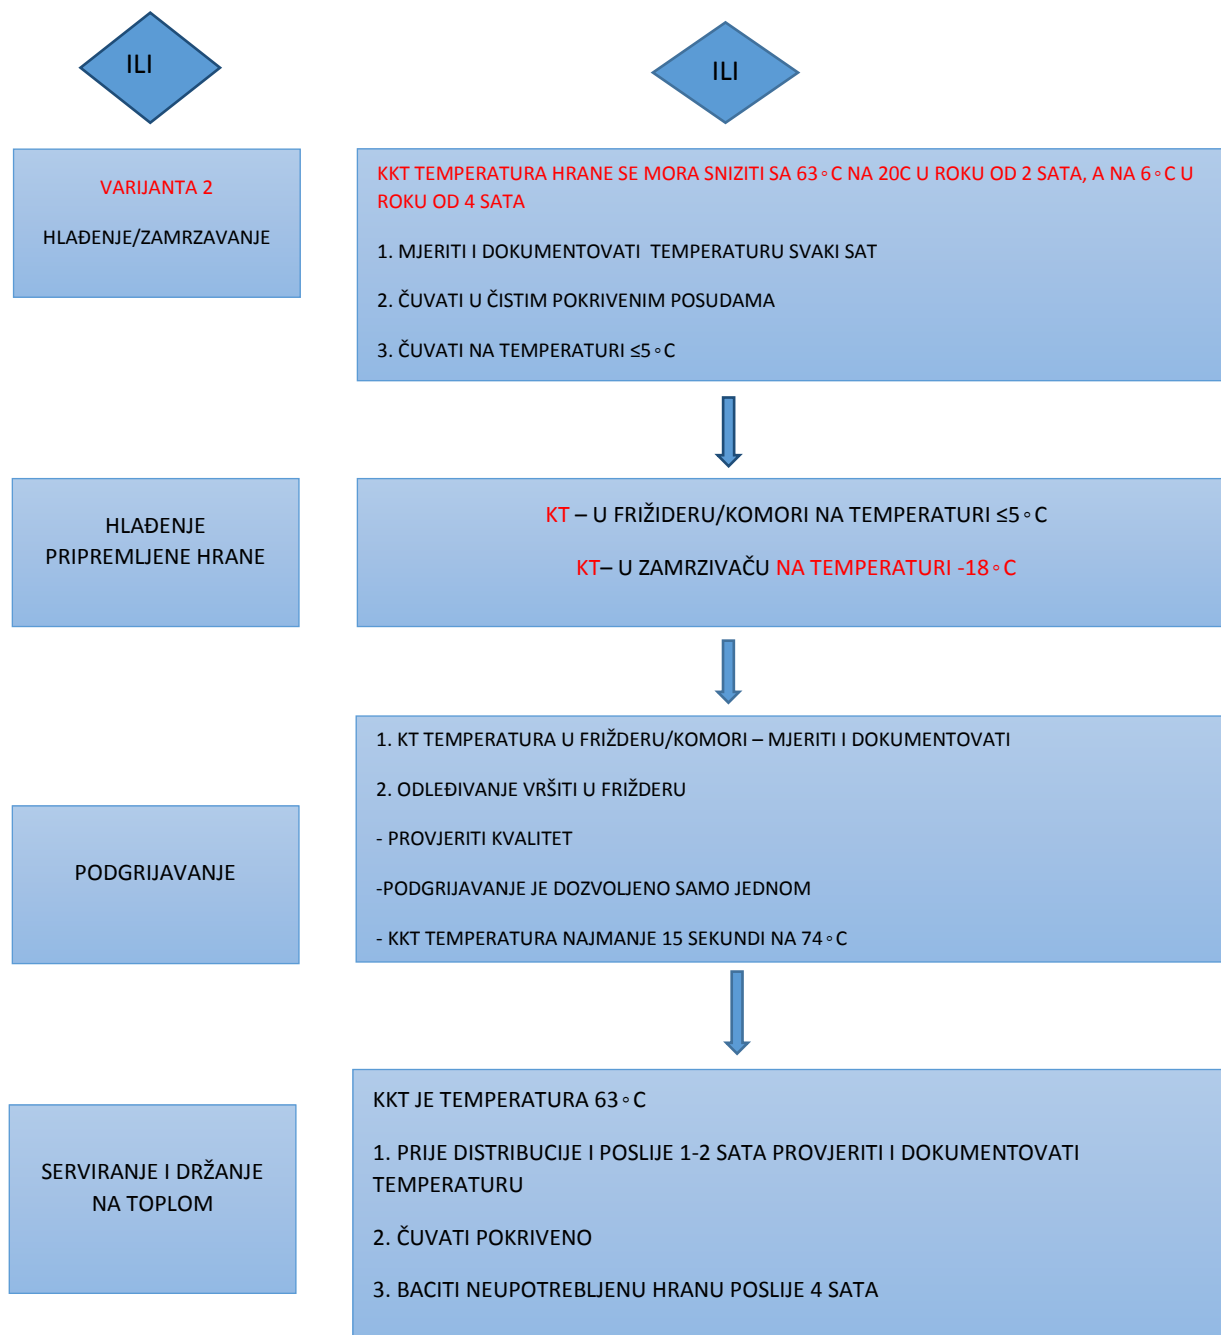 ILI
ILI
VARIJANTA 2
HLAĐENJE/ZAMRZAVANJE
KKT TEMPERATURA HRANE SE MORA SNIZITI SA 63◦C NA 20C U ROKU OD 2 SATA, A NA 6◦C U
ROKU OD 4 SATA
1. MJERITI I DOKUMENTOVATI TEMPERATURU SVAKI SAT
2. ČUVATI U ČISTIM POKRIVENIM POSUDAMA
3. ČUVATI NA TEMPERATURI ≤5◦C
HLAĐENJE
PRIPREMLJENE HRANE
KT – U FRIŽIDERU/KOMORI NA TEMPERATURI ≤5◦C
KT– U ZAMRZIVAČU NA TEMPERATURI -18◦C
PODGRIJAVANJE
1. KT TEMPERATURA U FRIŽDERU/KOMORI – MJERITI I DOKUMENTOVATI
2. ODLEĐIVANJE VRŠITI U FRIŽDERU
- PROVJERITI KVALITET
-PODGRIJAVANJE JE DOZVOLJENO SAMO JEDNOM
- KKT TEMPERATURA NAJMANJE 15 SEKUNDI NA 74◦C
SERVIRANJE I DRŽANJE
NA TOPLOM
KKT JE TEMPERATURA 63◦C
1. PRIJE DISTRIBUCIJE I POSLIJE 1-2 SATA PROVJERITI I DOKUMENTOVATI
TEMPERATURU
2. ČUVATI POKRIVENO
3. BACITI NEUPOTREBLJENU HRANU POSLIJE 4 SATA